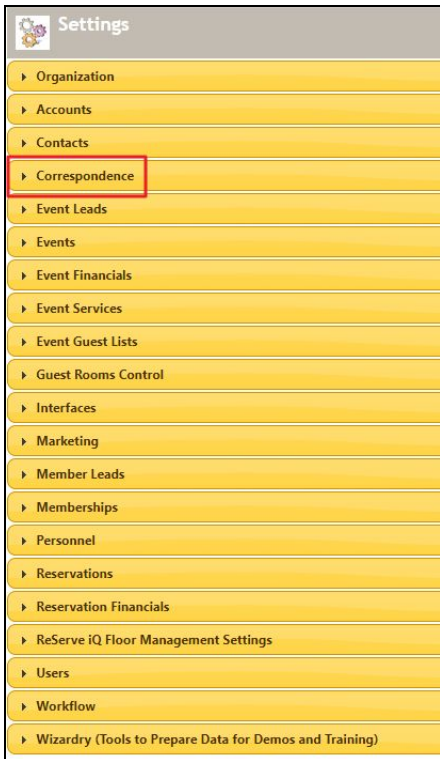 Settings
Organization
Accounts
Contacts
Correspondence
Event Leads
Events
Event Financials
Event Services
Event Guest Lists
Guest Rooms Control
Interfaces
Marketing
Member Leads
Memberships
Personnel
Reservations
Reservation Financials
ReServe iQ Floor Management Settings
Users
Workflow
Wizardry (Tools to Prepare Data for Demos and Training)